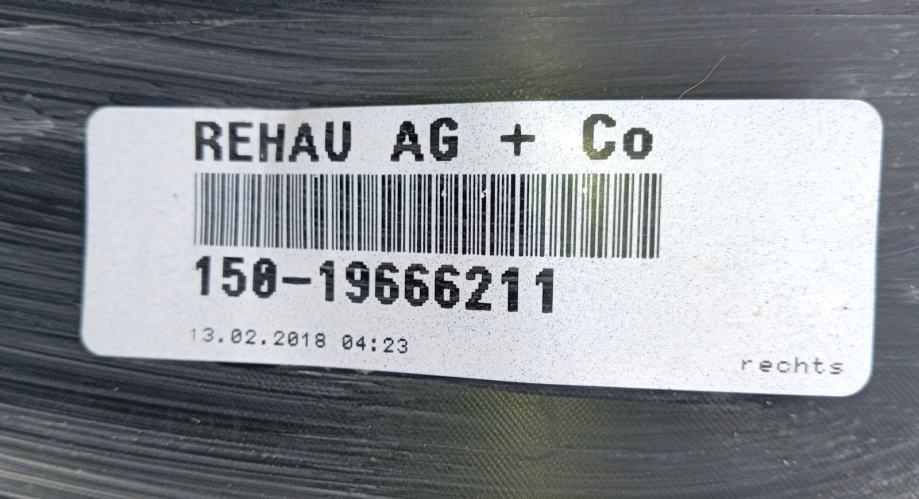 REHAU AG + Co
150-19666211
13.02.2018 04:23
rechts